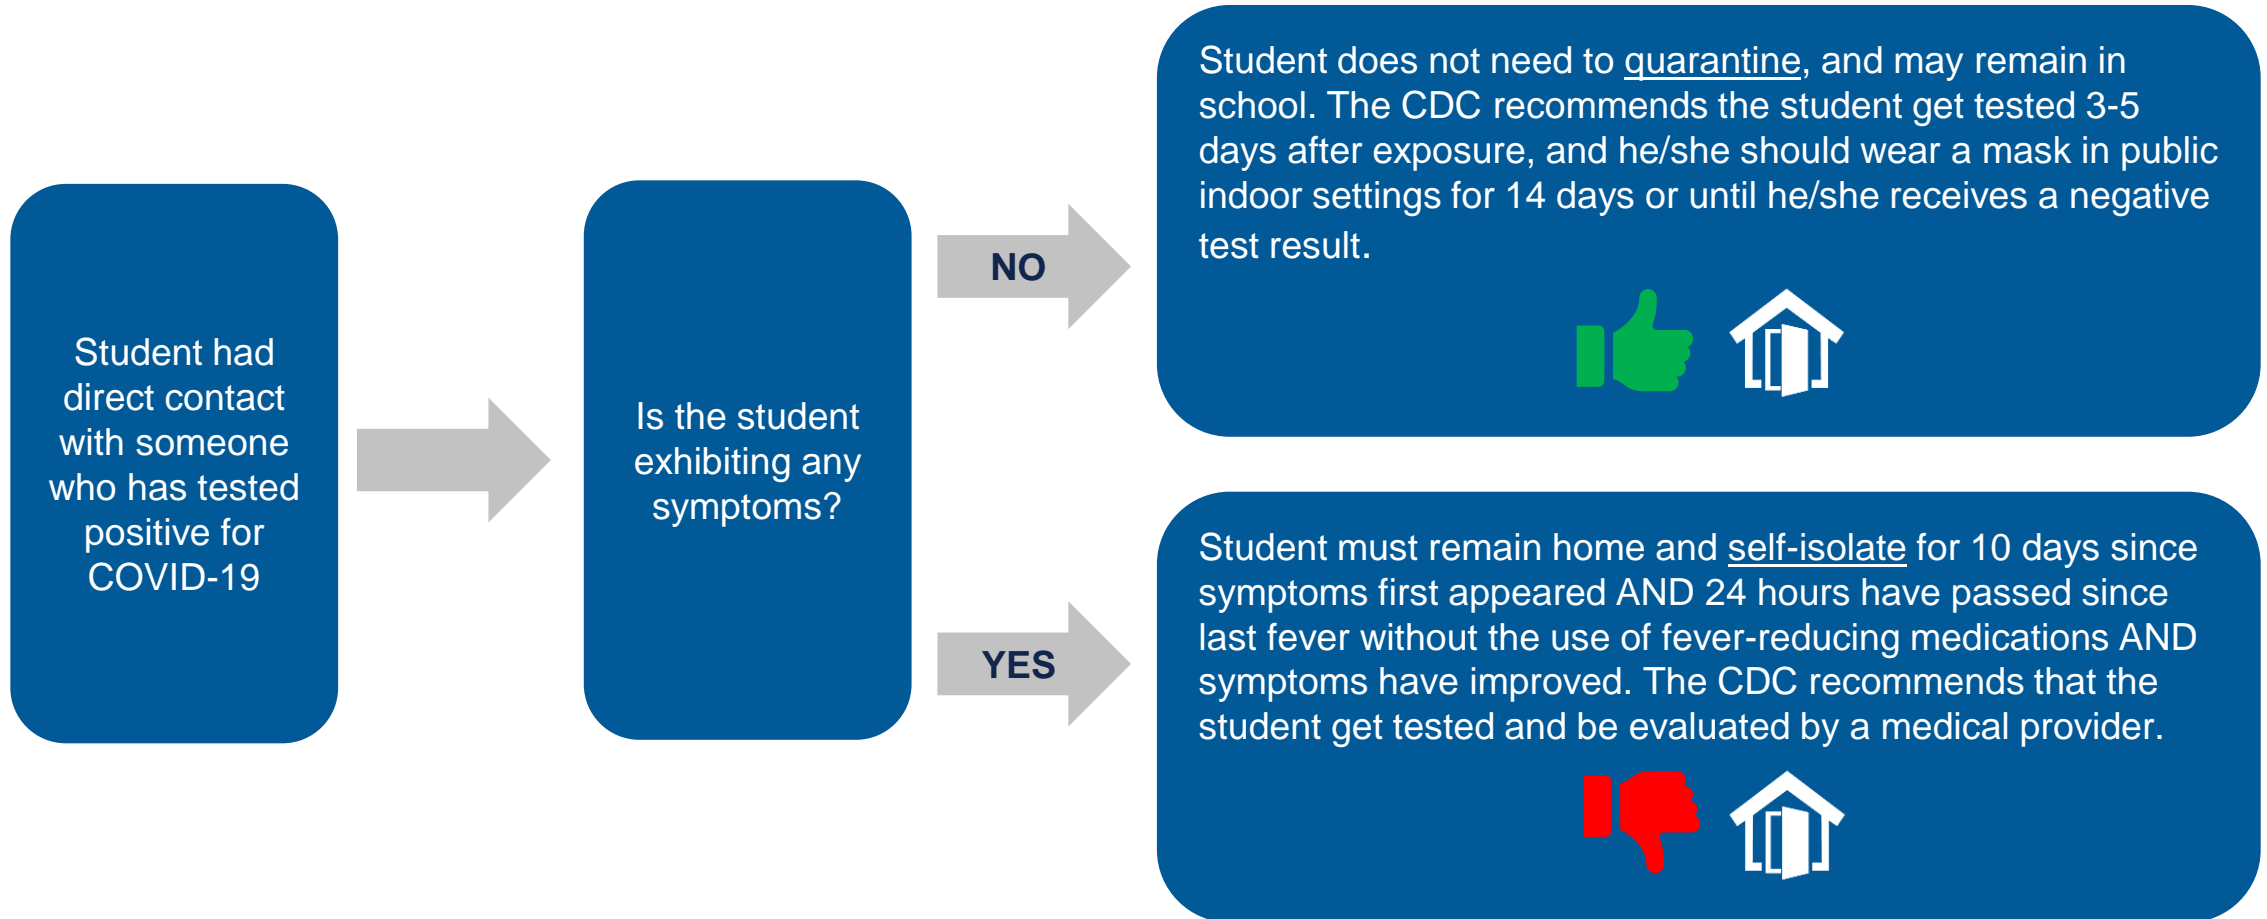 Student had
direct contact
with someone
who has tested
positive for
COVID-19
Is the student
exhibiting any
symptoms?
NO
Student does not need to quarantine, and may remain in
school. The CDC recommends the student get tested 3-5
days after exposure, and he/she should wear a mask in public
indoor settings for 14 days or until he/she receives a negative
test result.
YES
Student must remain home and self-isolate for 10 days since
symptoms first appeared AND 24 hours have passed since
last fever without the use of fever-reducing medications AND
symptoms have improved. The CDC recommends that the
student get tested and be evaluated by a medical provider.